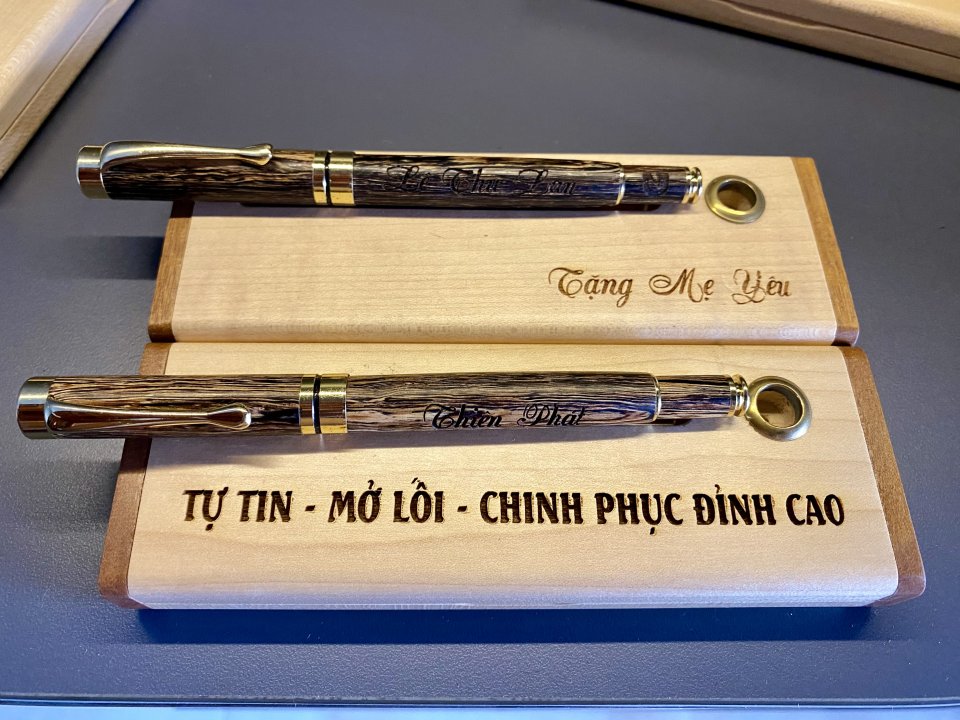 Lê Thu Lan
Tặng Mẹ Yêu
Thiên Phát
TỰ TIN - MỞ LỐI - CHINH PHỤC ĐỈNH CAO